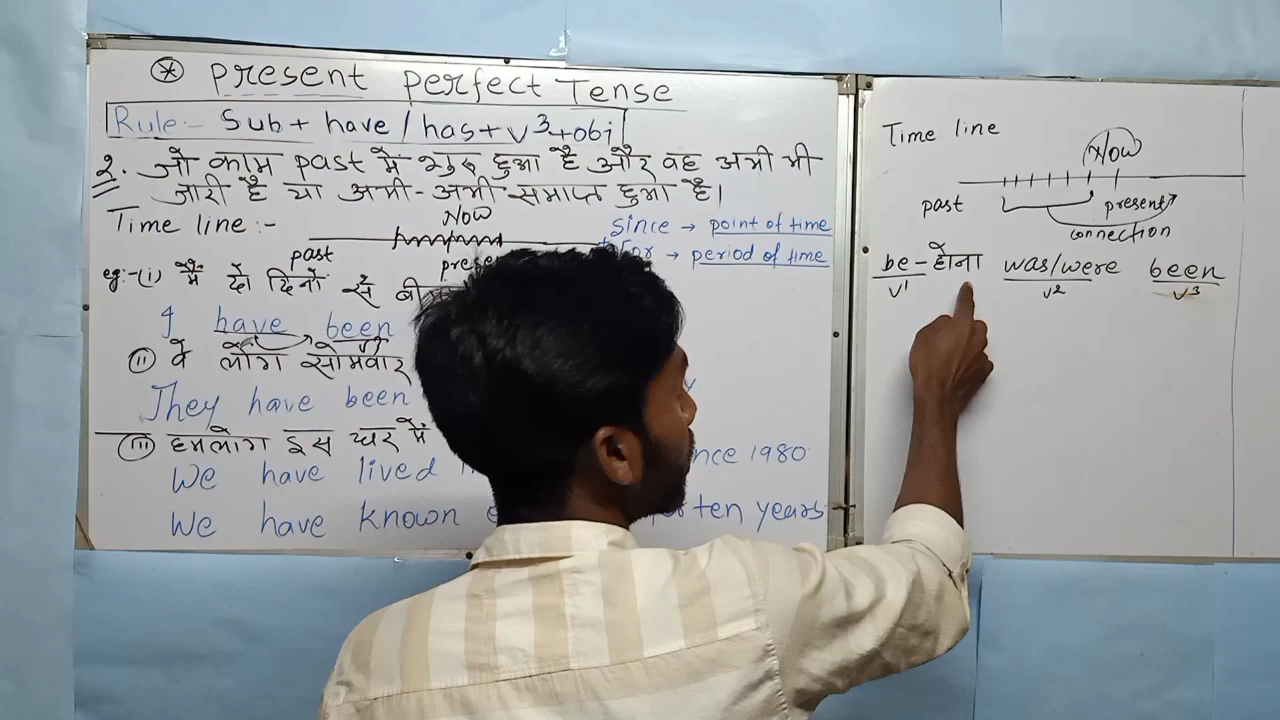 * Present perfect Tense
Rule:- Sub + have / has + v3 + obj
2. जो काम past में शुरू हुआ है और वह अभी भी
जारी है या अभी-अभी समाप्त हुआ है।
Time line :-
Now
past
since → point of time
for → period of time
eg:-(i) मैं दो दिनों से
I have been
(ii) वे लोग सोमवार
They have been
(iii) हमलोग इस घर में
We have lived 1980.
We have known for ten years.
Time line
Now
past present
connection
be - होना was/were been
v1 v2 v3